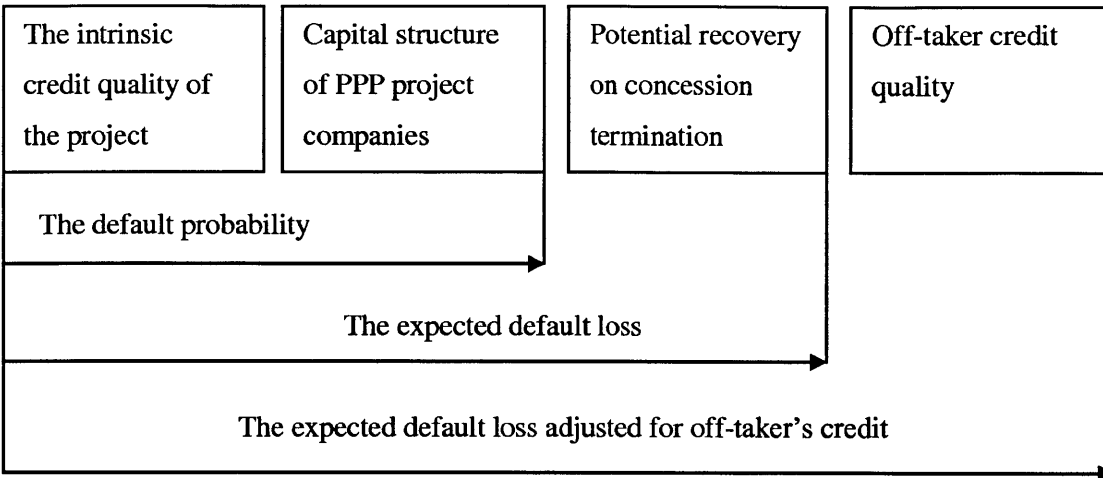 The intrinsic
credit quality of
the project
Capital structure
of PPP project
companies
Potential recovery
on concession
termination
Off-taker credit
quality
The default probability
The expected default loss
The expected default loss adjusted for off-taker's credit